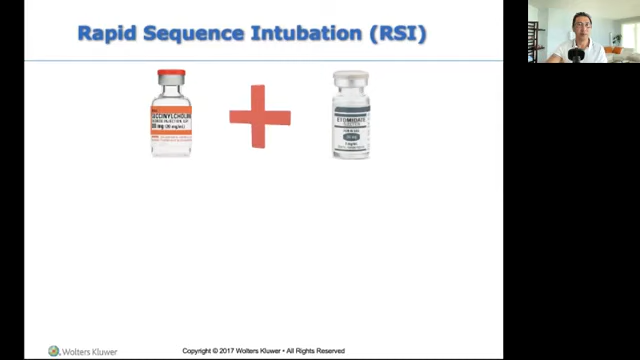 Rapid Sequence Intubation (RSI)
SUCCINYLCHOLINE
ETOMIDATE
Wolters Kluwer
Copyright © 2017 Wolters Kluwer • All Rights Reserved